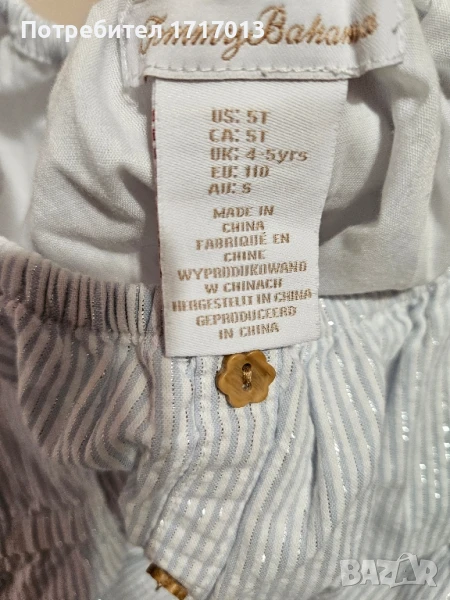 Потребител 1717013
Tommy Bahama
US: 5T
CA: 5T
UK: 4-5yrs
EU: 110
AU: 5
MADE IN
CHINA
FABRIQUÉ EN
CHINE
WYPRODUKOWANO
W CHINACH
HERGESTELLT IN CHINA
GEPRODUCEERD
IN CHINA
BAZAR